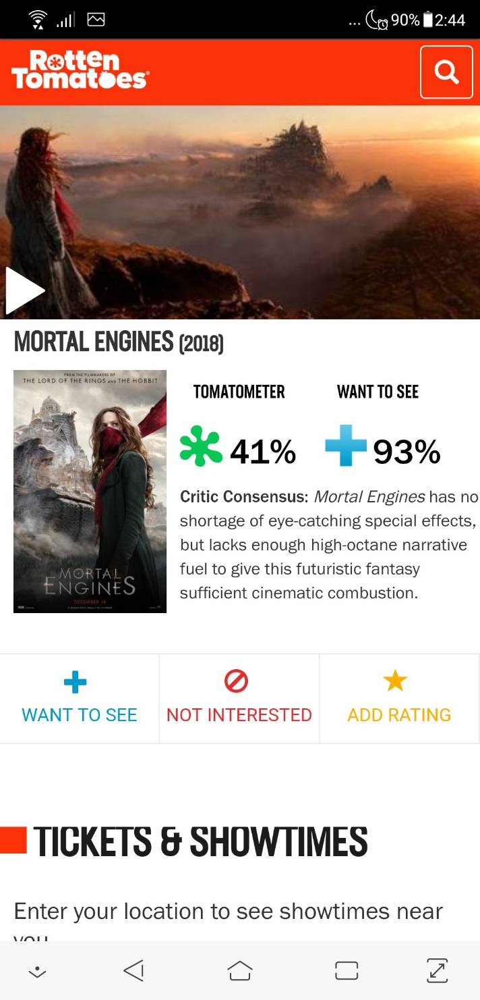 ... 90% 2:44
Rotten
Tomatoes
MORTAL ENGINES (2018)
FROM THE FILMMAKERS OF
THE LORD OF THE RINGS AND THE HOBBIT
MORTAL
ENGINES
DECEMBER 14
TOMATOMETER
WANT TO SEE
41%
93%
Critic Consensus: Mortal Engines has no
shortage of eye-catching special effects,
but lacks enough high-octane narrative
fuel to give this futuristic fantasy
sufficient cinematic combustion.
WANT TO SEE
NOT INTERESTED
ADD RATING
TICKETS & SHOWTIMES
Enter your location to see showtimes near
you